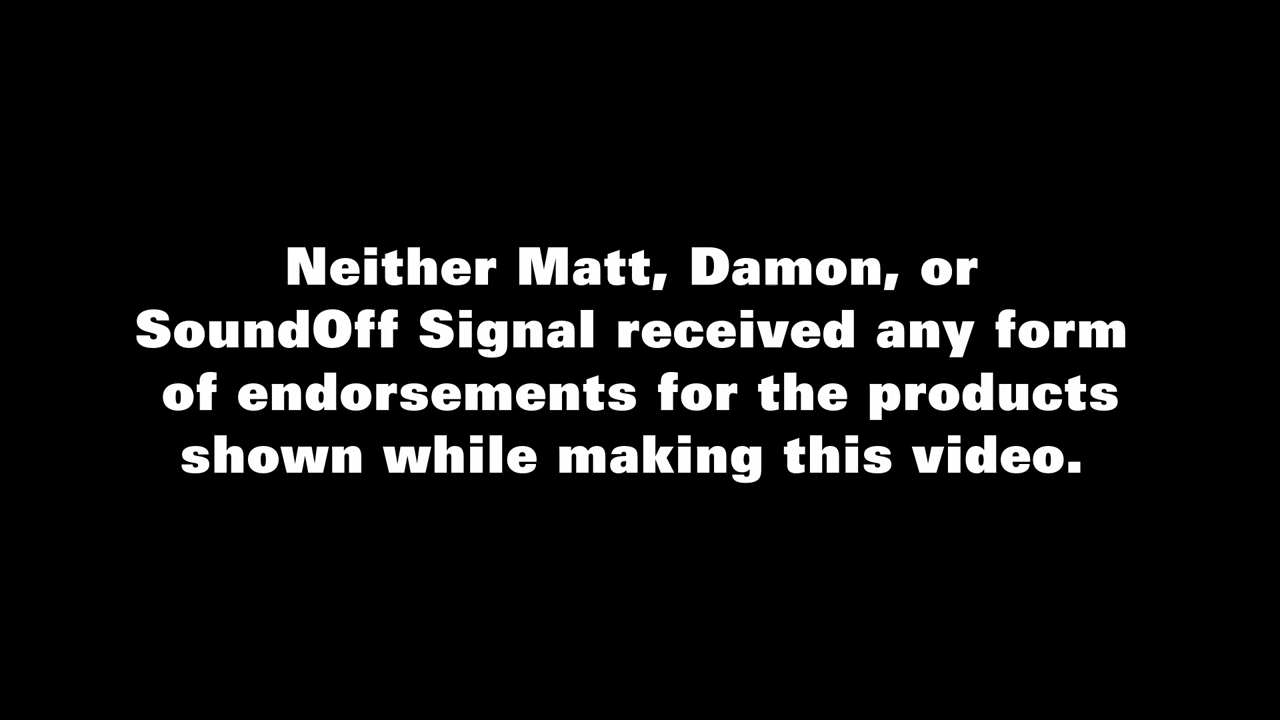 Neither Matt, Damon, or
SoundOff Signal received any form
of endorsements for the products
shown while making this video.